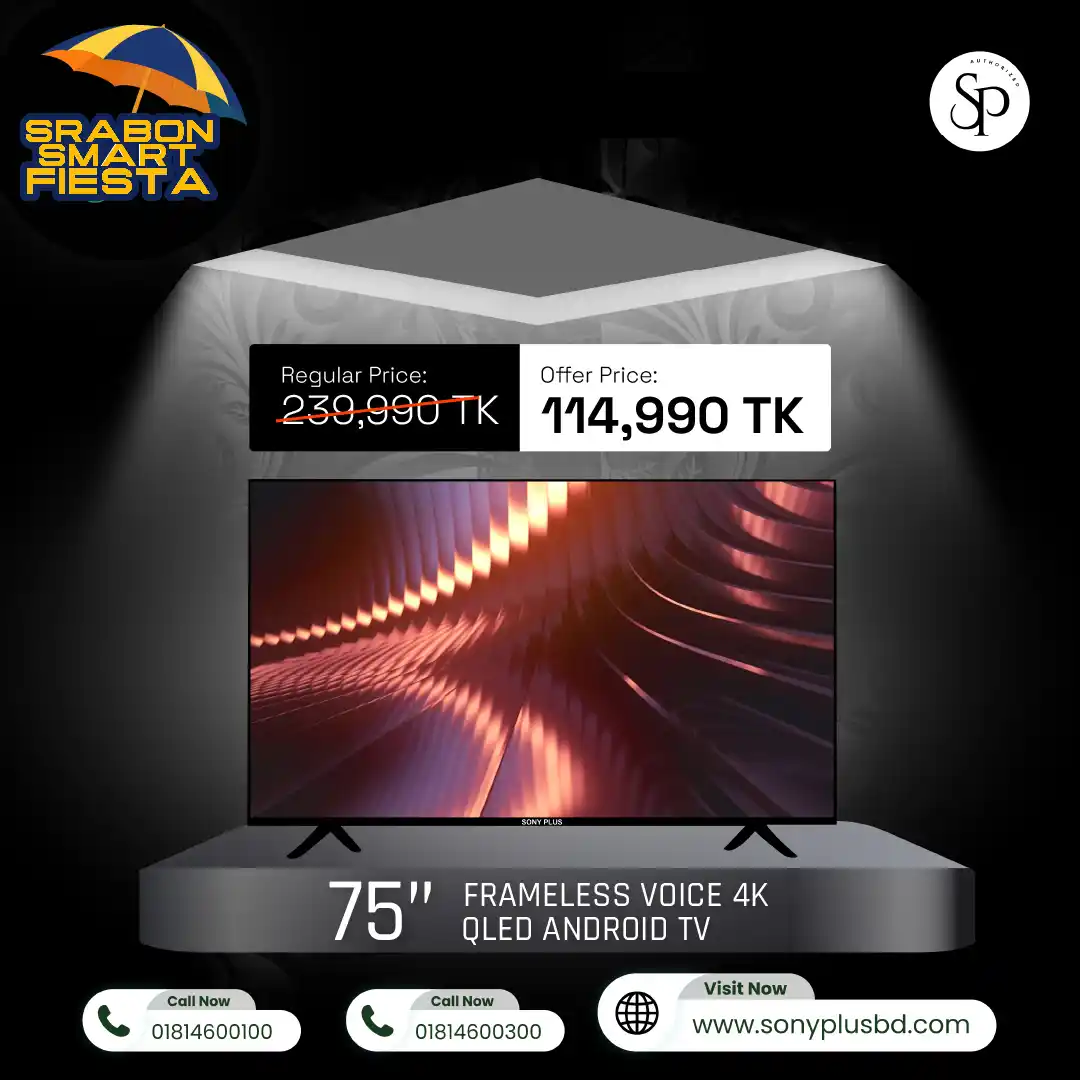 SRABON
SMART
FIESTA
AUTHORIZED
SP
Regular Price:
239,990 TK
Offer Price:
114,990 TK
SONY PLUS
75"
FRAMELESS VOICE 4K
QLED ANDROID TV
Call Now
01814600100
Call Now
01814600300
Visit Now
www.sonyplusbd.com